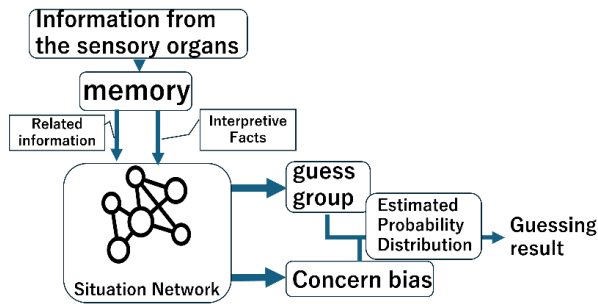 Information from
the sensory organs
memory
Related
information
Interpretive
Facts
Situation Network
guess
group
Concern bias
Estimated
Probability
Distribution
Guessing
result